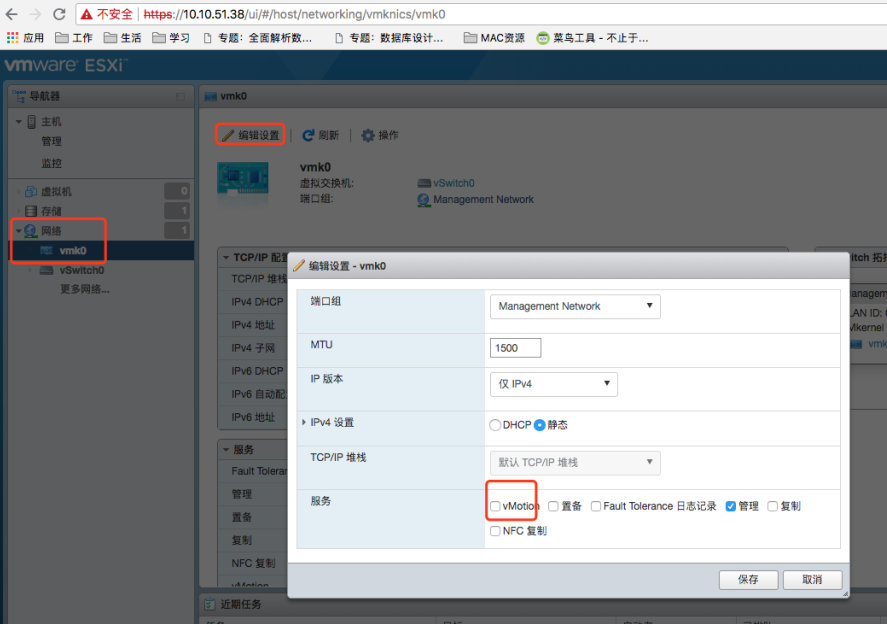 不安全 https://10.10.51.38/ui/#/host/networking/vmknics/vmk0
应用 工作 生活 学习 专题：全面解析数... 专题：数据库设计... MAC资源 菜鸟工具 - 不止于...
vmware ESXi™
导航器
vmk0
主机
管理
监控
虚拟机 0
存储 1
网络 1
vmk0
vSwitch0
更多网络...
编辑设置 刷新 操作
vmk0
虚拟交换机: vSwitch0
端口组: Management Network
TCP/IP 配置
TCP/IP 堆栈
IPv4 DHCP
IPv4 地址
IPv4 子网
IPv6 DHCP
IPv6 自动配
IPv6 地址
服务
Fault Toleran
管理
置备
复制
NFC 复制
vMotion
编辑设置 - vmk0
端口组 Management Network
MTU 1500
IP 版本 仅 IPv4
IPv4 设置 DHCP 静态
TCP/IP 堆栈 默认 TCP/IP 堆栈
服务 vMotion 置备 Fault Tolerance 日志记录 管理 复制
NFC 复制
保存 取消
itch 拓扑
anagem
LAN ID:
Mkernel
vmk
近期任务